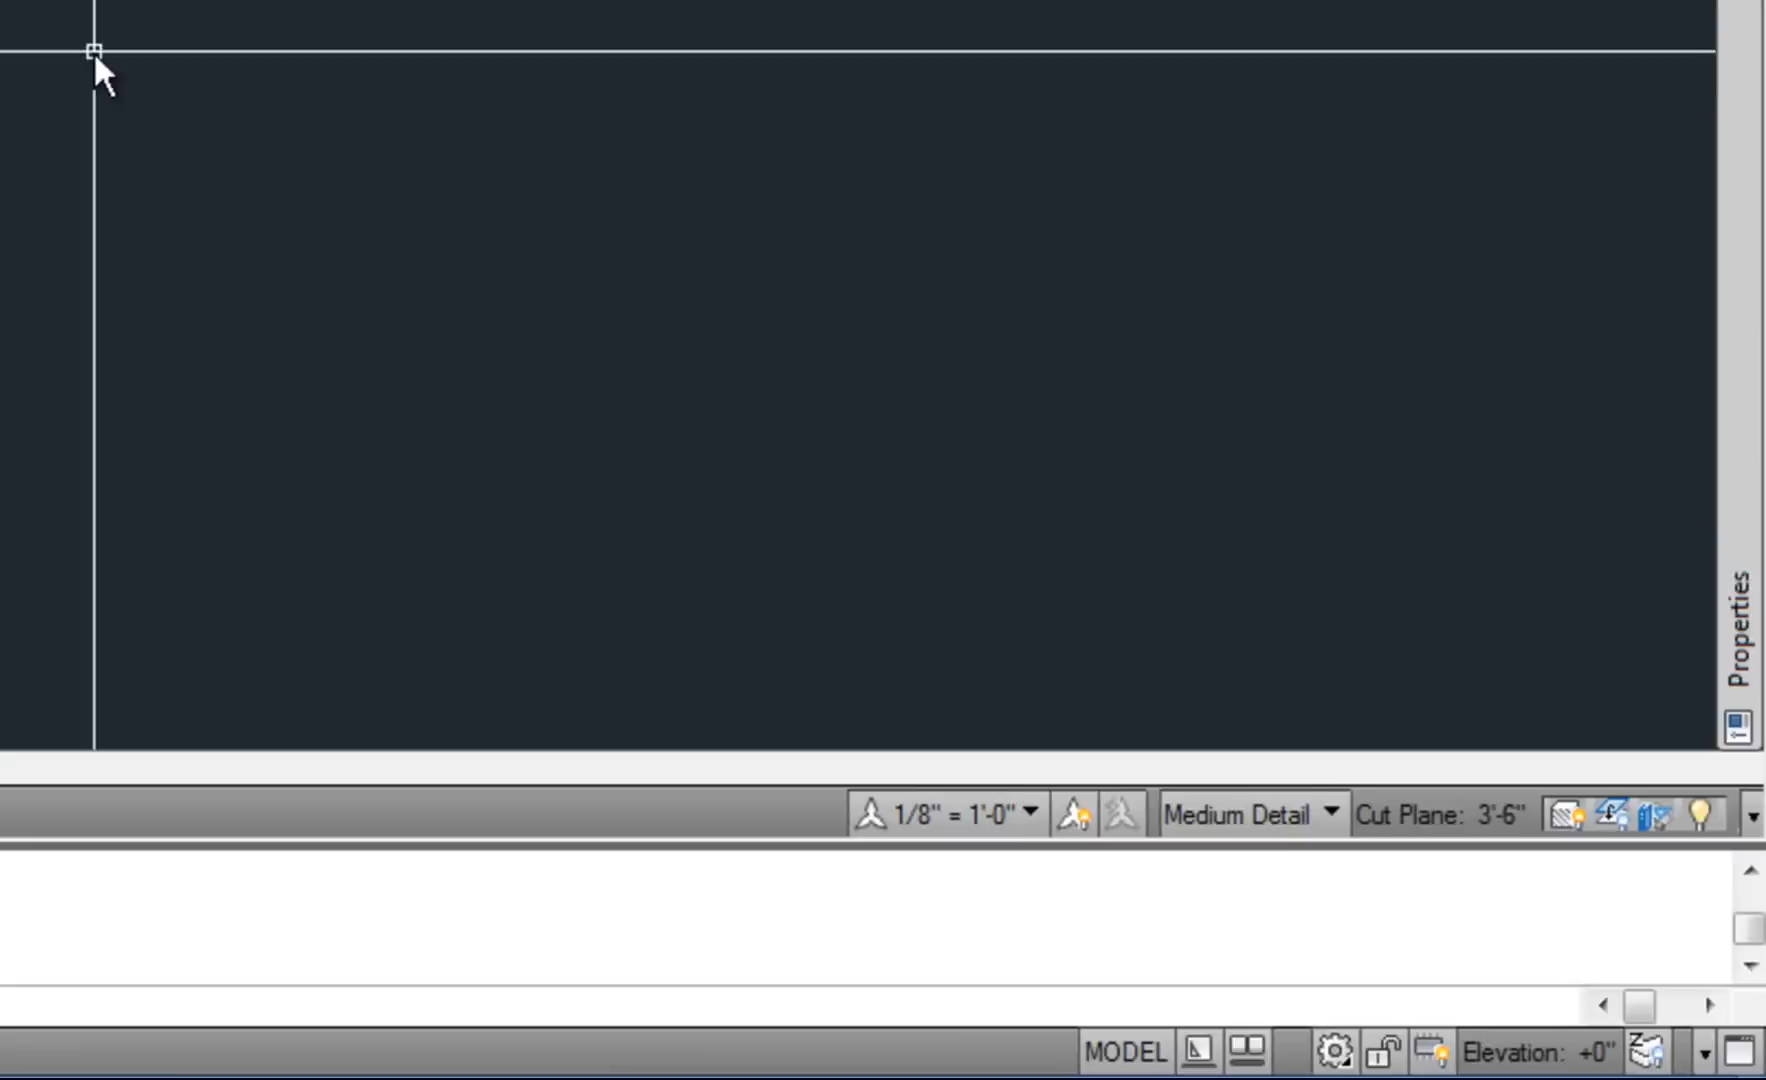 Properties
1/8" = 1'-0" Medium Detail Cut Plane: 3'-6"
MODEL Elevation: +0"